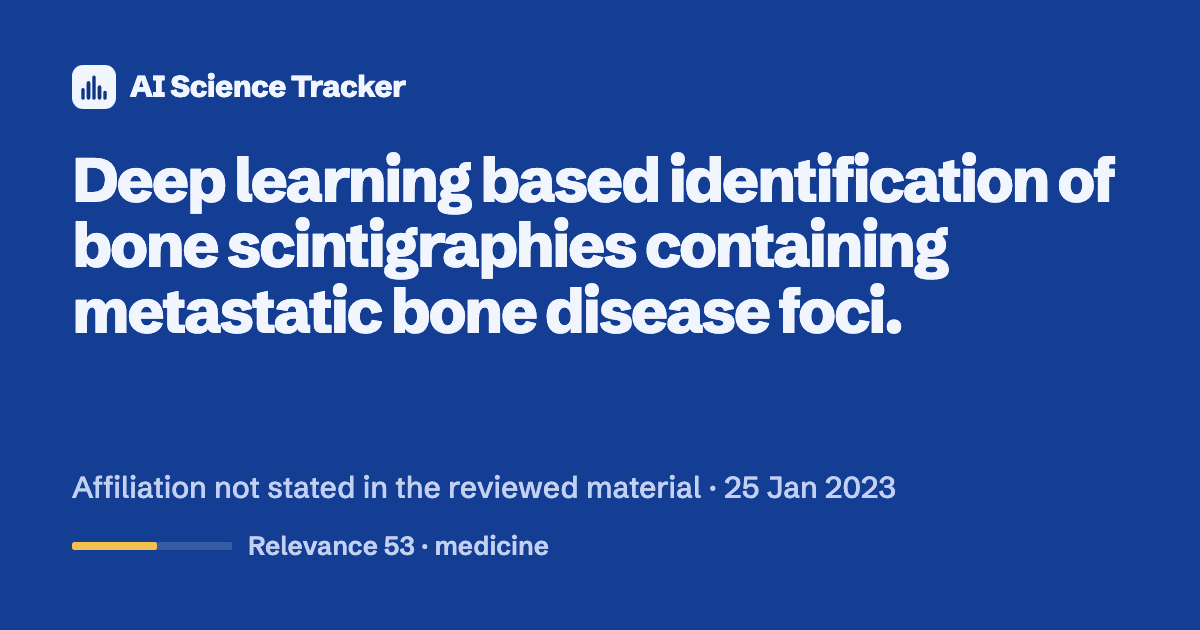 AI Science Tracker
Deep learning based identification of
bone scintigraphies containing
metastatic bone disease foci.
Affiliation not stated in the reviewed material · 25 Jan 2023
Relevance 53 · medicine